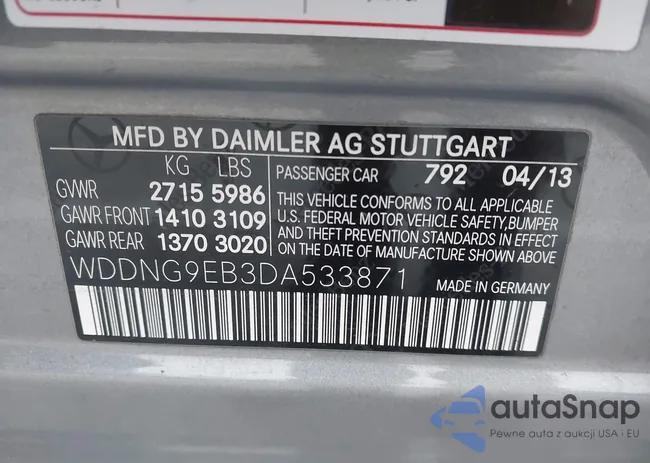 MFD BY DAIMLER AG STUTTGART
KG LBS
GVWR 2715 5986
GAWR FRONT 1410 3109
GAWR REAR 1370 3020
PASSENGER CAR 792 04/13
THIS VEHICLE CONFORMS TO ALL APPLICABLE
U.S. FEDERAL MOTOR VEHICLE SAFETY, BUMPER
AND THEFT PREVENTION STANDARDS IN EFFECT
ON THE DATE OF MANUFACTURE SHOWN ABOVE.
WDDNG9EB3DA533871
MADE IN GERMANY
autoSnap
Pewne auta z aukcji USA i EU